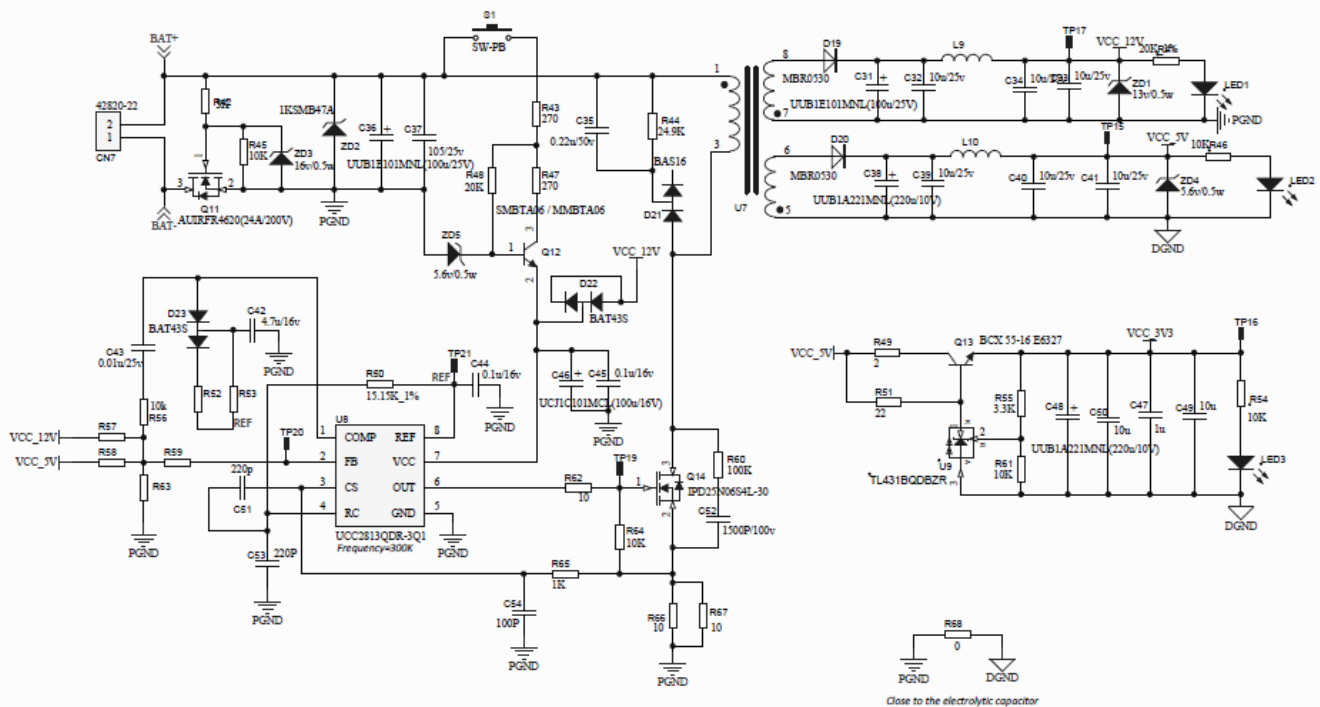 BAT+
42820-22
2
1
CN7
R45
10K
ZD3
16v/0.5w
3
2
Q11
BAT-
AUIRFR4620(24A/200V)
1KSMB47A
ZD2
PGND
C36
C37
105/25v
UUB1E101MNL(100u/25V)
S1
SW-PB
R43
270
R48
20K
R47
270
SMBTA06 / MMBTA06
3
1
Q12
2
ZD5
5.6v/0.5w
C35
0.22u/50v
R44
24.9K
BAS16
D21
VCC_12V
D22
BAT43S
1
3
U7
8
7
6
5
D19
MBR0530
C31
C32
10u/25v
UUB1E101MNL(100u/25V)
L9
C34
10u/25v
TP17
VCC_12V
ZD1
13v/0.5w
LED1
PGND
D20
MBR0530
C38
C39
10u/25v
UUB1A221MNL(220u/10V)
L10
C40
10u/25v
TP15
C41
10u/25v
VCC_5V
ZD4
5.6v/0.5w
10K
R46
LED2
DGND
D23
BAT43S
C42
4.7u/16v
PGND
C43
0.01u/25v
R52
R53
REF
10k
R56
VCC_12V
R57
VCC_5V
R58
R59
R63
PGND
TP20
220p
C51
C53
220P
PGND
R50
15.15K_1%
REF
TP21
C44
0.1u/16v
PGND
C46
C45
0.1u/16v
UCJ1C101MCL(100u/16V)
PGND
U8
1
COMP
REF
8
2
FB
VCC
7
3
CS
OUT
6
4
RC
GND
5
UCC2813QDR-3Q1
Frequency=300K
PGND
R62
10
TP19
R64
10K
R65
1K
C54
100P
PGND
3
1
Q14
IPD25N06S4L-30
2
R60
100K
C52
1500P/100v
R66
10
R67
10
PGND
VCC_5V
R49
2
R51
22
Q13
BCX 55-16 E6327
R55
3.3K
R61
10K
K
2
R
A
U9
3
TL431BQDBZR
C48
UUB1A221MNL(220u/10V)
C50
10u
VCC_3V3
C47
1u
C49
10u
TP16
R54
10K
LED3
DGND
R68
0
PGND
DGND
Close to the electrolytic capacitor